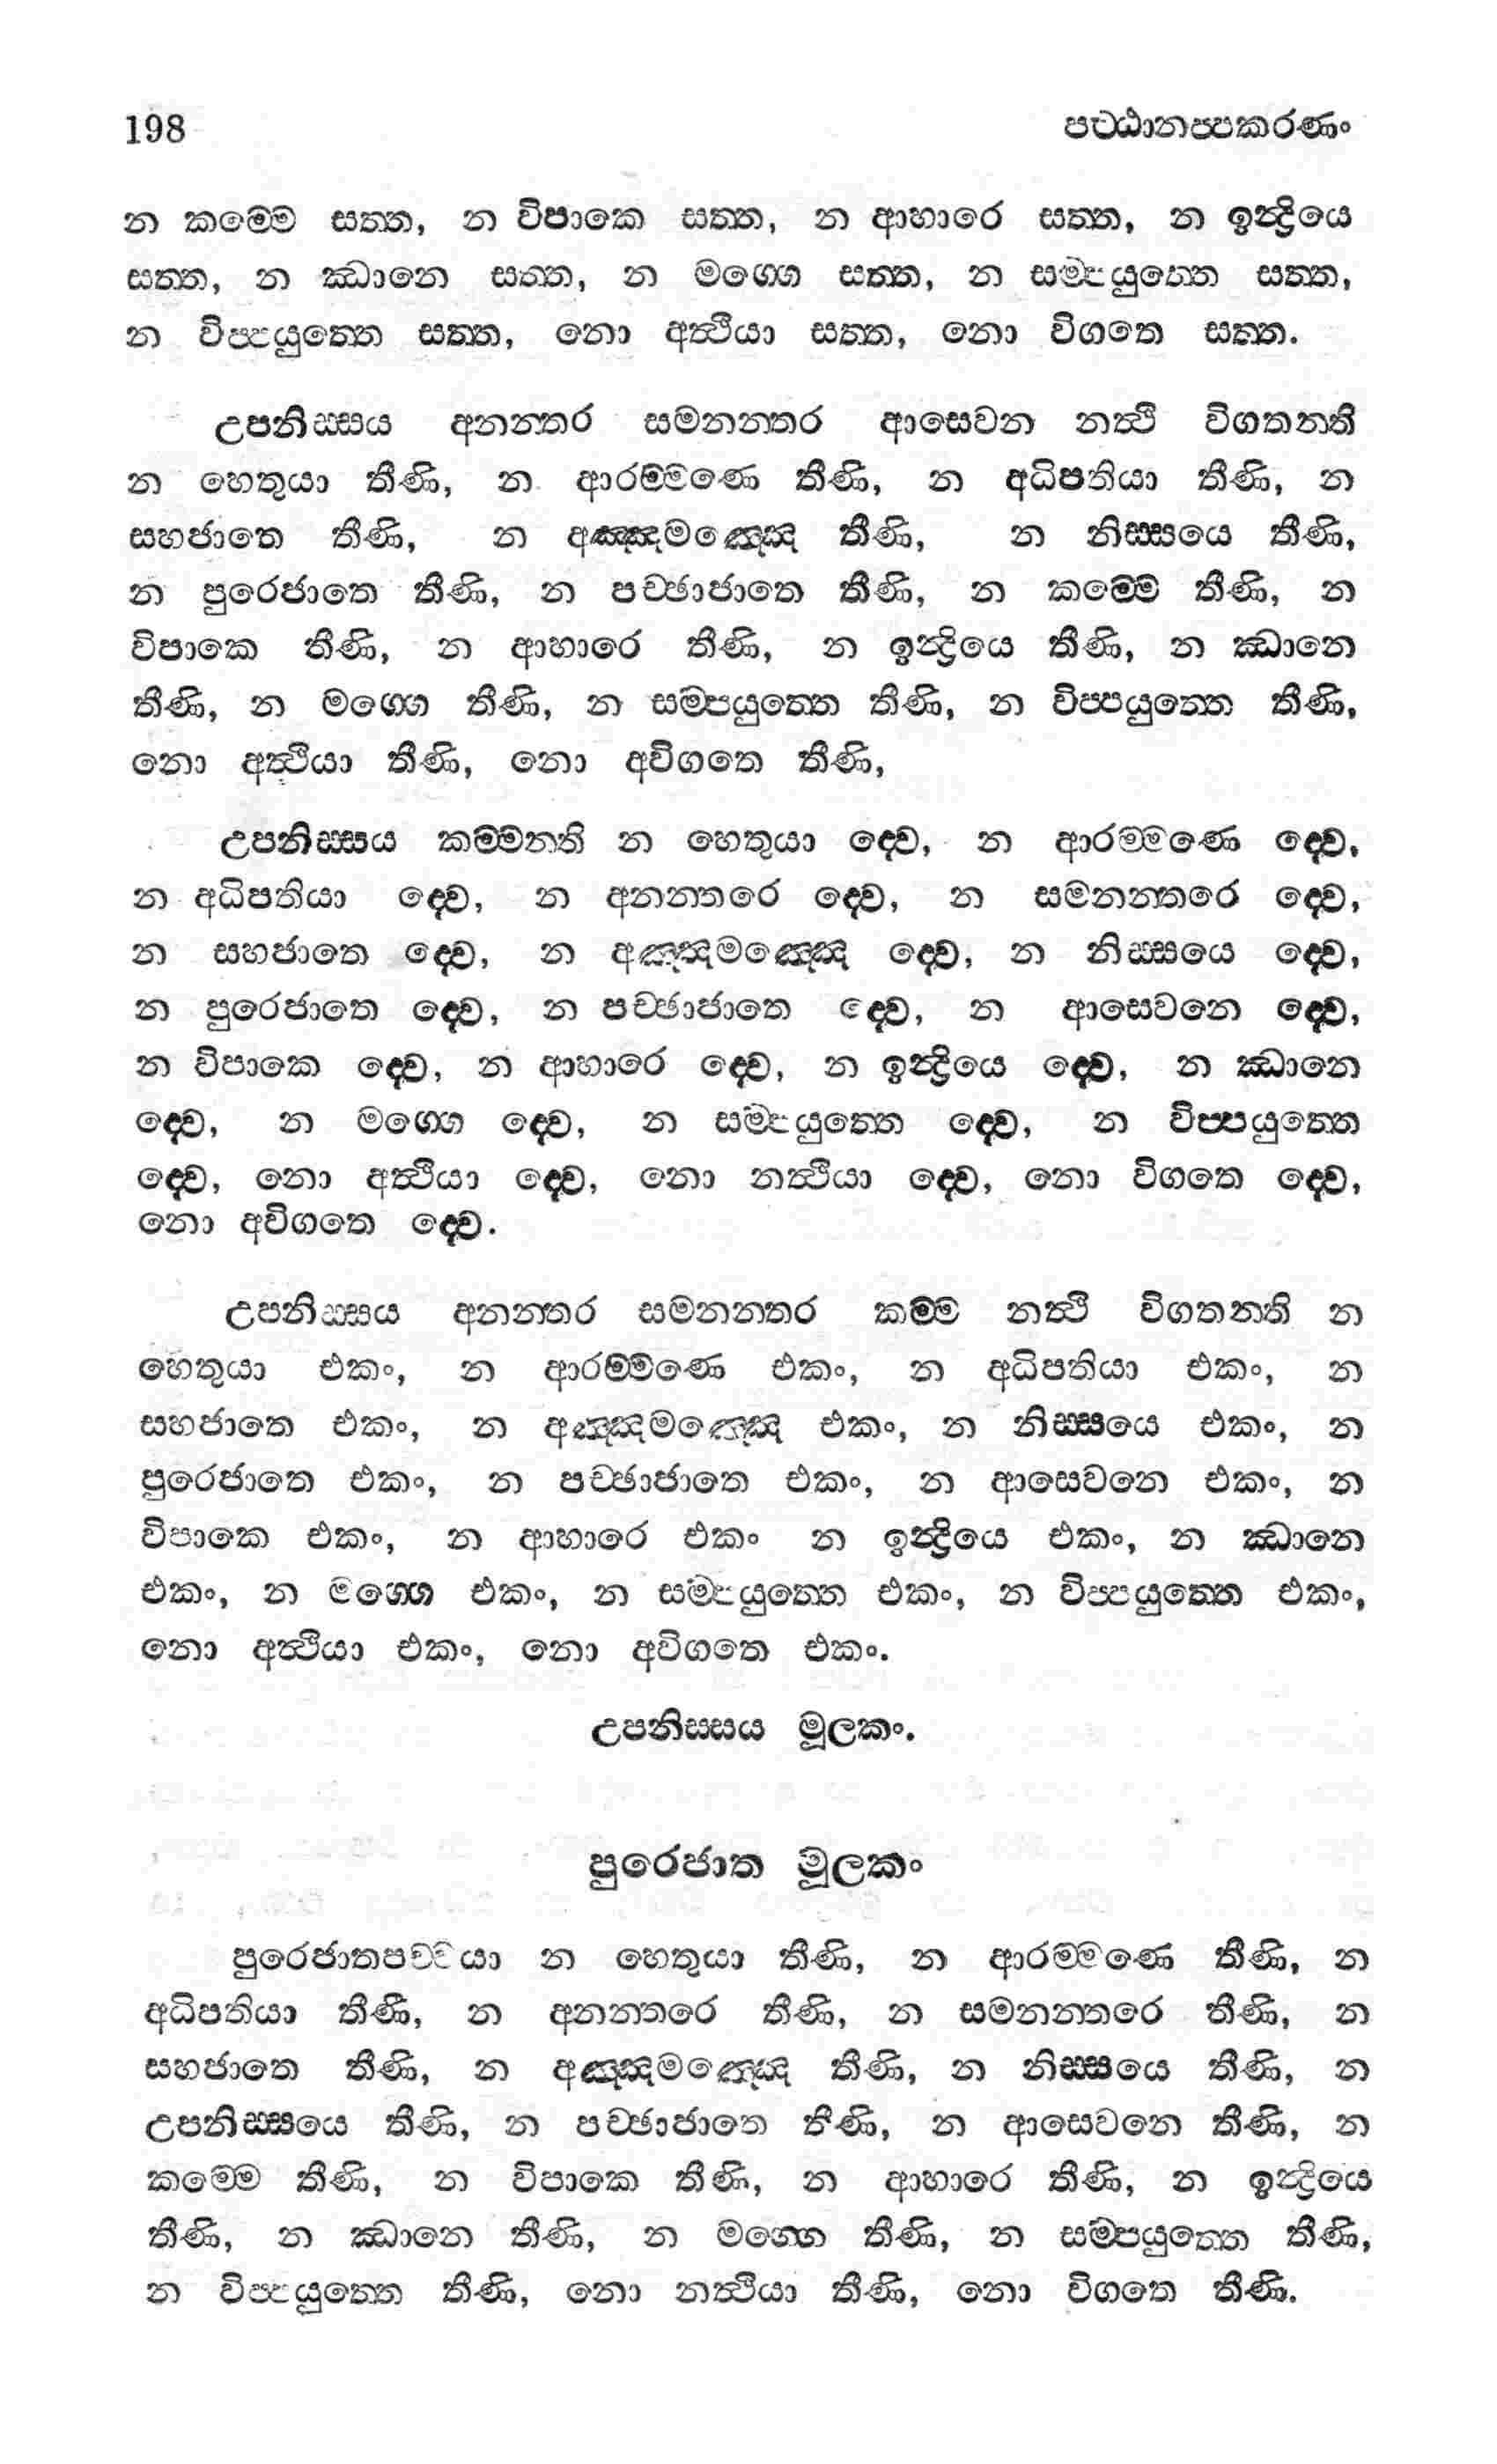 198 පට්ඨානප්පකරණං
න කම්මෙ සත්ත, න විපාකෙ සත්ත, න ආහාරෙ සත්ත, න ඉන්ද්‍රියෙ
සත්ත, න ඣානෙ සත්ත, න මග්ගෙ සත්ත, න සම්පයුත්තෙ සත්ත,
න විප්පයුත්තෙ සත්ත, නො අත්‍ථියා සත්ත, නො විගතෙ සත්ත.
උපනිස්සය අනන්තර සමනන්තර ආසෙවන නත්‍ථි විගතන්ති
න හෙතුයා තීණි, න ආරම්මණෙ තීණි, න අධිපතියා තීණි, න
සහජාතෙ තීණි, න අඤ්ඤමඤ්ඤෙ තීණි, න නිස්සයෙ තීණි,
න පුරෙජාතෙ තීණි, න පච්ඡාජාතෙ තීණි, න කම්මෙ තීණි, න
විපාකෙ තීණි, න ආහාරෙ තීණි, න ඉන්ද්‍රියෙ තීණි, න ඣානෙ
තීණි, න මග්ගෙ තීණි, න සම්පයුත්තෙ තීණි, න විප්පයුත්තෙ තීණි,
නො අත්‍ථියා තීණි, නො අවිගතෙ තීණි,
උපනිස්සය කම්මන්ති න හෙතුයා ද්‍වෙ, න ආරම්මණෙ ද්‍වෙ,
න අධිපතියා ද්‍වෙ, න අනන්තරෙ ද්‍වෙ, න සමනන්තරෙ ද්‍වෙ,
න සහජාතෙ ද්‍වෙ, න අඤ්ඤමඤ්ඤෙ ද්‍වෙ, න නිස්සයෙ ද්‍වෙ,
න පුරෙජාතෙ ද්‍වෙ, න පච්ඡාජාතෙ ද්‍වෙ, න ආසෙවනෙ ද්‍වෙ,
න විපාකෙ ද්‍වෙ, න ආහාරෙ ද්‍වෙ, න ඉන්ද්‍රියෙ ද්‍වෙ, න ඣානෙ
ද්‍වෙ, න මග්ගෙ ද්‍වෙ, න සම්පයුත්තෙ ද්‍වෙ, න විප්පයුත්තෙ
ද්‍වෙ, නො අත්‍ථියා ද්‍වෙ, නො නත්‍ථියා ද්‍වෙ, නො විගතෙ ද්‍වෙ,
නො අවිගතෙ ද්‍වෙ.
උපනිස්සය අනන්තර සමනන්තර කම්ම නත්‍ථි විගතන්ති න
හෙතුයා එකං, න ආරම්මණෙ එකං, න අධිපතියා එකං, න
සහජාතෙ එකං, න අඤ්ඤමඤ්ඤෙ එකං, න නිස්සයෙ එකං, න
පුරෙජාතෙ එකං, න පච්ඡාජාතෙ එකං, න ආසෙවනෙ එකං, න
විපාකෙ එකං, න ආහාරෙ එකං න ඉන්ද්‍රියෙ එකං, න ඣානෙ
එකං, න මග්ගෙ එකං, න සම්පයුත්තෙ එකං, න විප්පයුත්තෙ එකං,
නො අත්‍ථියා එකං, නො අවිගතෙ එකං.
උපනිස්සය මූලකං.
පුරෙජාත මූලකං
පුරෙජාතපච්චයා න හෙතුයා තීණි, න ආරම්මණෙ තීණි, න
අධිපතියා තීණී, න අනන්තරෙ තීණි, න සමනන්තරෙ තීණි, න
සහජාතෙ තීණි, න අඤ්ඤමඤ්ඤෙ තීණි, න නිස්සයෙ තීණි, න
උපනිස්සයෙ තීණි, න පච්ඡාජාතෙ තීණි, න ආසෙවනෙ තීණි, න
කම්මෙ තීණි, න විපාකෙ තීණි, න ආහාරෙ තීණි, න ඉන්ද්‍රියෙ
තීණි, න ඣානෙ තීණි, න මග්ගෙ තීණි, න සම්පයුත්තෙ තීණි,
න විප්පයුත්තෙ තීණි, නො නත්‍ථියා තීණි, නො විගතෙ තීණි.